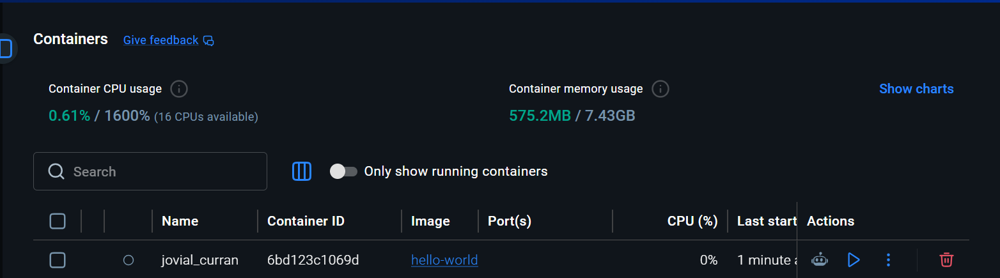 Containers Give feedback
Container CPU usage Container memory usage Show charts
0.61% / 1600% (16 CPUs available) 575.2MB / 7.43GB
Search Only show running containers
Name Container ID Image Port(s) CPU (%) Last start Actions
jovial_curran 6bd123c1069d hello-world 0% 1 minute